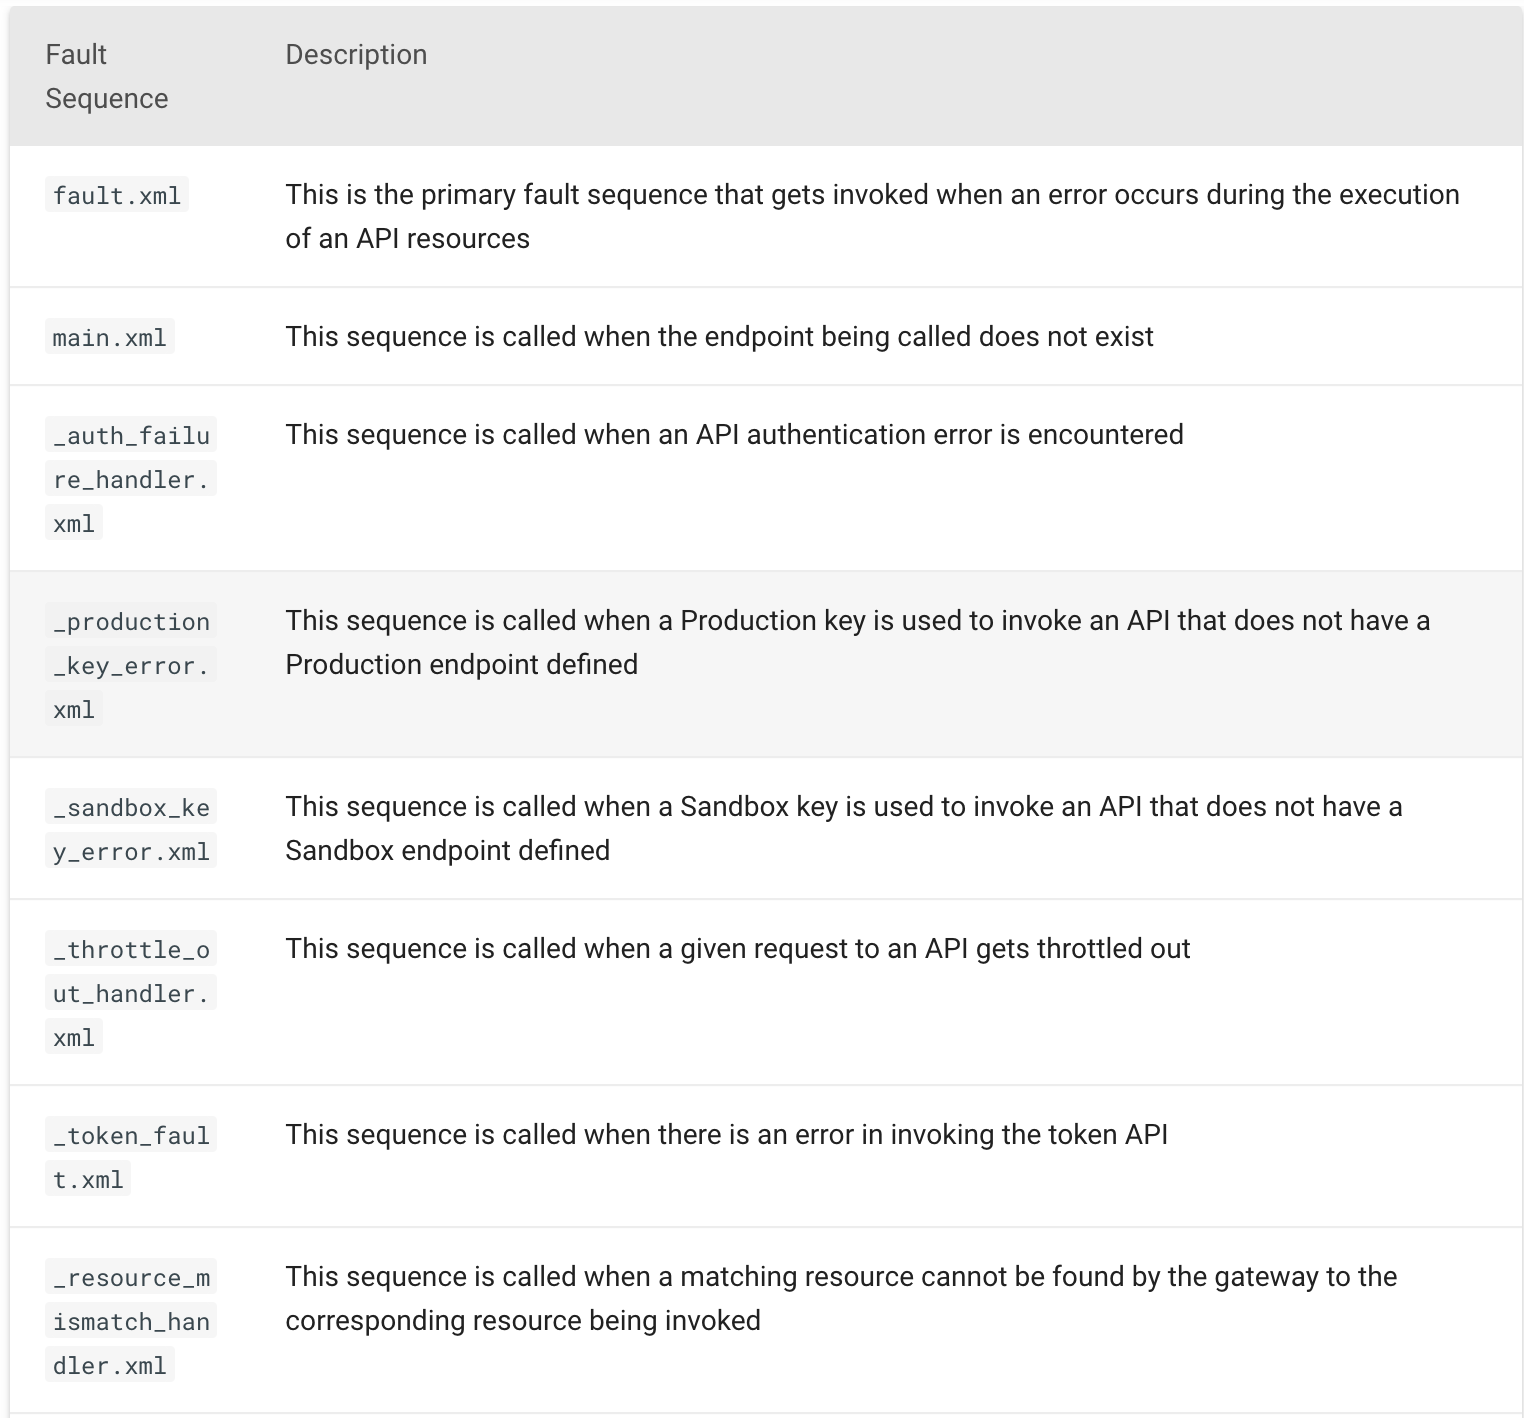 Fault
Sequence
Description
fault.xml
This is the primary fault sequence that gets invoked when an error occurs during the execution
of an API resources
main.xml
This sequence is called when the endpoint being called does not exist
_auth_failu
re_handler.
xml
This sequence is called when an API authentication error is encountered
_production
_key_error.
xml
This sequence is called when a Production key is used to invoke an API that does not have a
Production endpoint defined
_sandbox_ke
y_error.xml
This sequence is called when a Sandbox key is used to invoke an API that does not have a
Sandbox endpoint defined
_throttle_o
ut_handler.
xml
This sequence is called when a given request to an API gets throttled out
_token_faul
t.xml
This sequence is called when there is an error in invoking the token API
_resource_m
ismatch_han
dler.xml
This sequence is called when a matching resource cannot be found by the gateway to the
corresponding resource being invoked